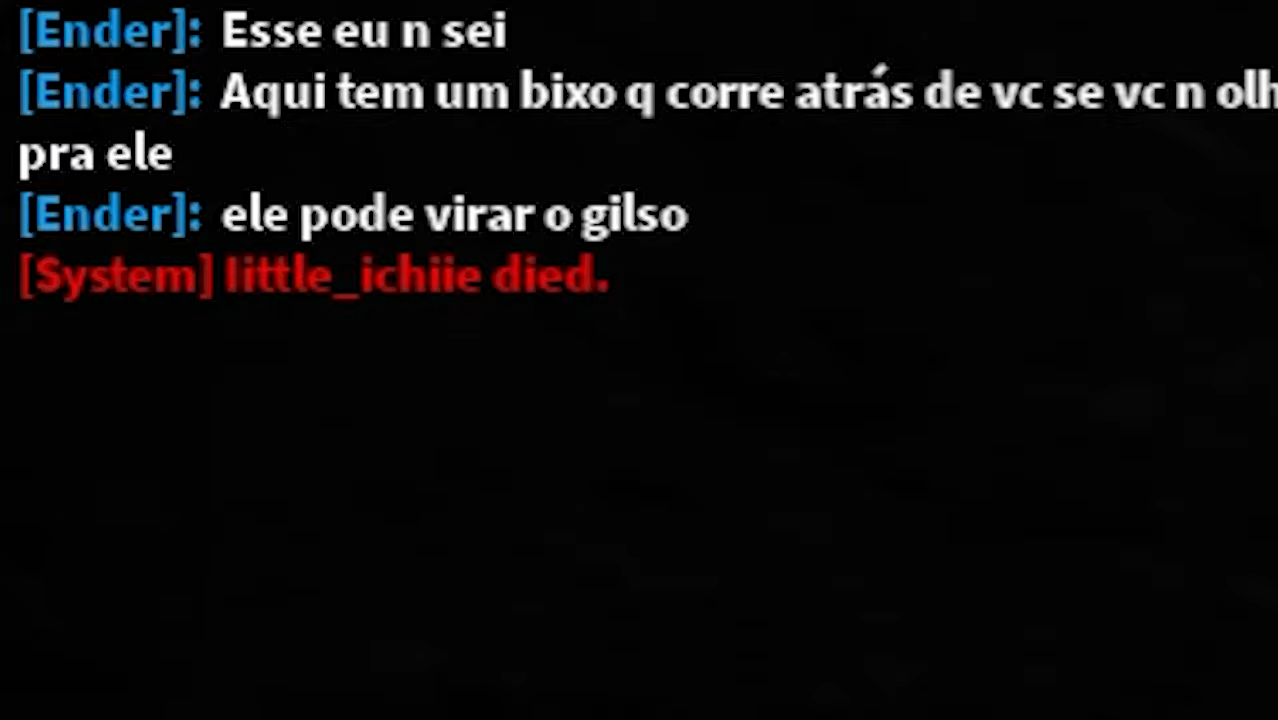 [Ender]: Esse eu n sei
[Ender]: Aqui tem um bixo q corre atrás de vc se vc n olh
pra ele
[Ender]: ele pode virar o gilso
[System] little_ichiie died.